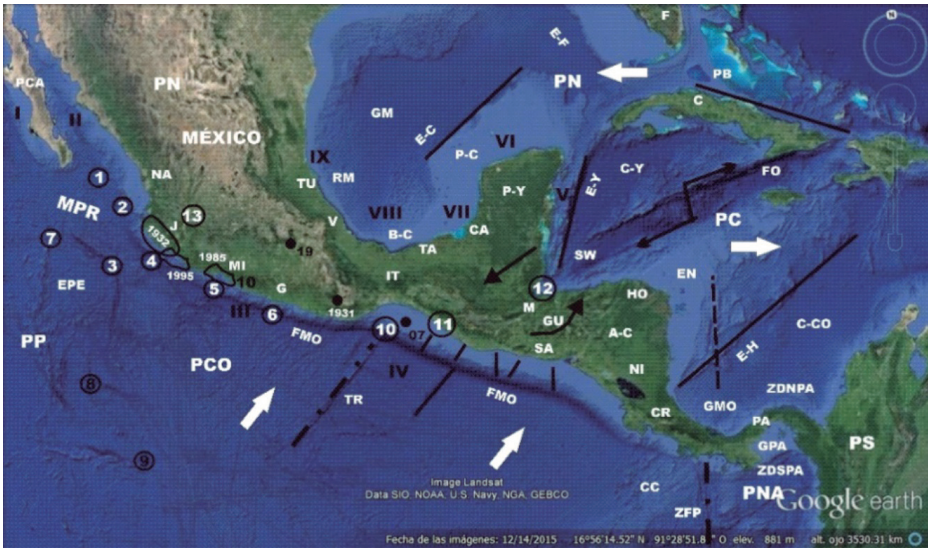 N
F
E-F
PCA
PN
PN
PB
I
II
GM
C
MÉXICO
E-C
VI
IX
P-C
NA
TU
RM
C-Y
FO
1
E-Y
P-Y
V
MPR
2
J
13
VIII
VII
PC
1932
V
CA
7
19
B-C
TA
SW
3
4
1985
MI
EN
EPE
1995
10
IT
12
5
G
M
HO
III
6
1931
GU
PP
FMO
10
07
11
A-C
C-CO
PCO
SA
E-H
IV
NI
8
FMO
ZDNPA
TR
CR
GMO
PA
PS
9
GPA
ZDSPA
Image Landsat
CC
PNA
Data SIO, NOAA, U.S. Navy, NGA, GEBCO
Google earth
ZFP
Fecha de las imágenes: 12/14/2015 16°56'14.52" N 91°28'51.8" O elev. 881 m alt. ojo 3530.31 km